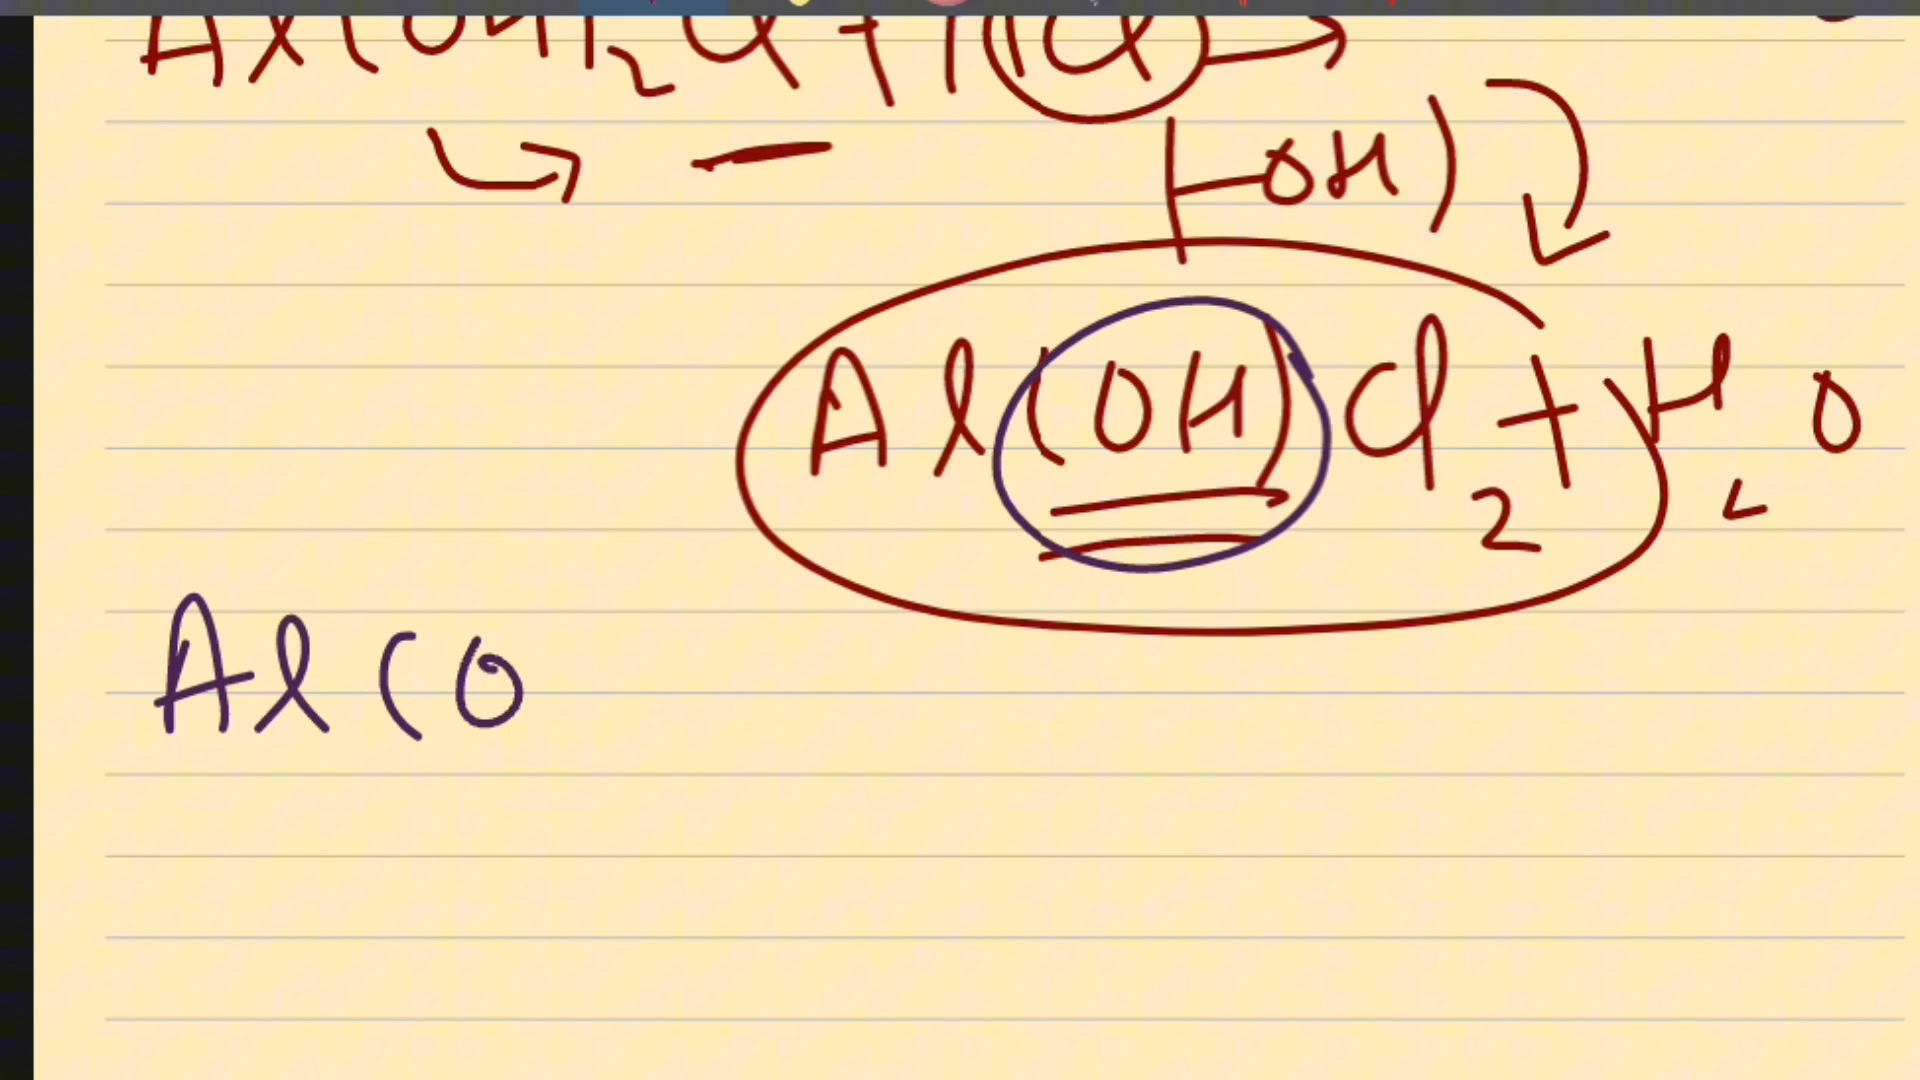 Al(OH)₂Cl + HCl →
(-OH)
Al(OH)Cl₂ + H₂O
Al(O